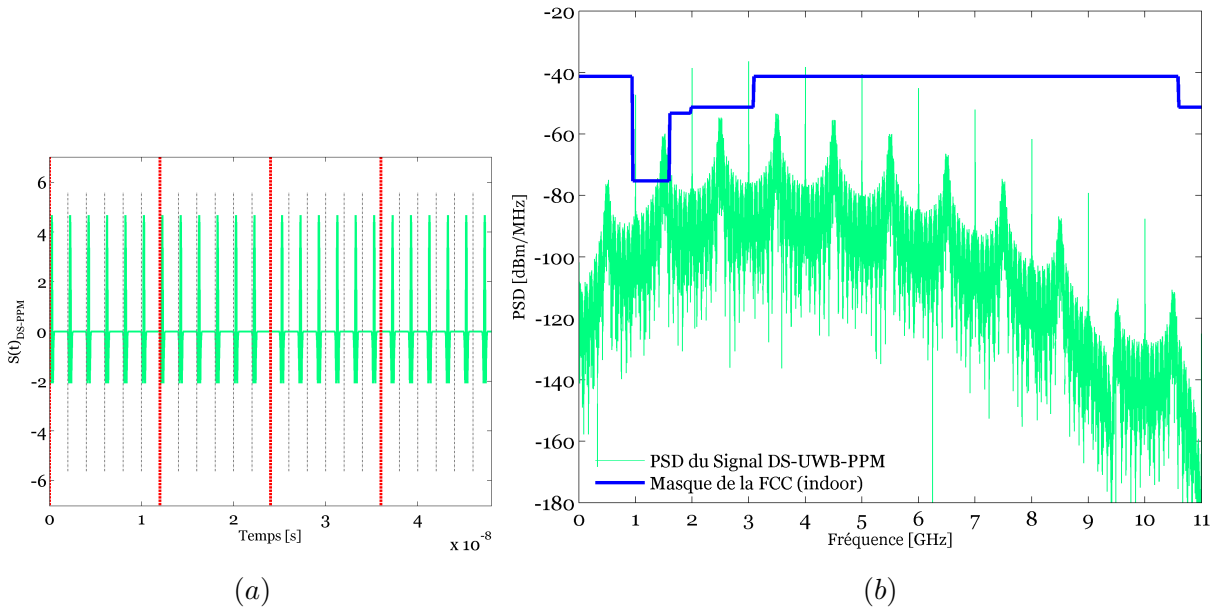 6
4
2
0
-2
-4
-6
S(t)DS-PPM
0 1 2 3 4
Temps [s]
x 10-8
(a)
-20
-40
-60
-80
-100
-120
-140
-160
-180
PSD [dBm/MHz]
PSD du Signal DS-UWB-PPM
Masque de la FCC (indoor)
0 1 2 3 4 5 6 7 8 9 10 11
Fréquence [GHz]
(b)